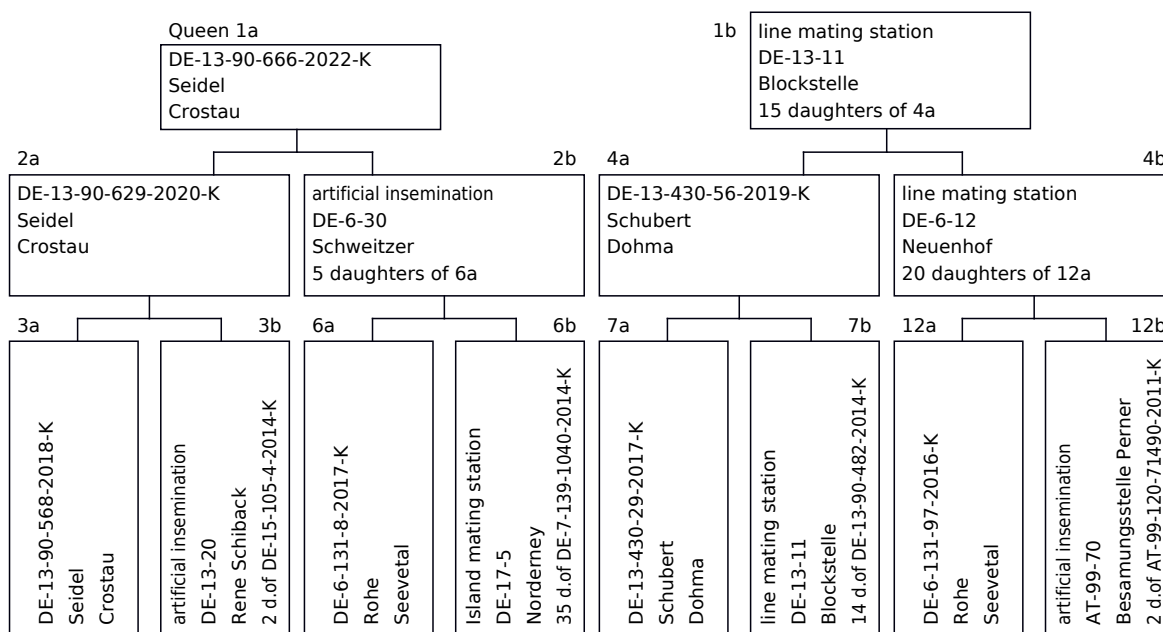 Queen 1a
DE-13-90-666-2022-K
Seidel
Crostau
1b
line mating station
DE-13-11
Blockstelle
15 daughters of 4a
2a
DE-13-90-629-2020-K
Seidel
Crostau
2b
artificial insemination
DE-6-30
Schweitzer
5 daughters of 6a
4a
DE-13-430-56-2019-K
Schubert
Dohma
4b
line mating station
DE-6-12
Neuenhof
20 daughters of 12a
3a
DE-13-90-568-2018-K
Seidel
Crostau
3b
artificial insemination
DE-13-20
Rene Schiback
2 d.of DE-15-105-4-2014-K
6a
DE-6-131-8-2017-K
Rohe
Seevetal
6b
Island mating station
DE-17-5
Norderney
35 d.of DE-7-139-1040-2014-K
7a
DE-13-430-29-2017-K
Schubert
Dohma
7b
line mating station
DE-13-11
Blockstelle
14 d.of DE-13-90-482-2014-K
12a
DE-6-131-97-2016-K
Rohe
Seevetal
12b
artificial insemination
AT-99-70
Besamungsstelle Perner
2 d.of AT-99-120-71490-2011-K